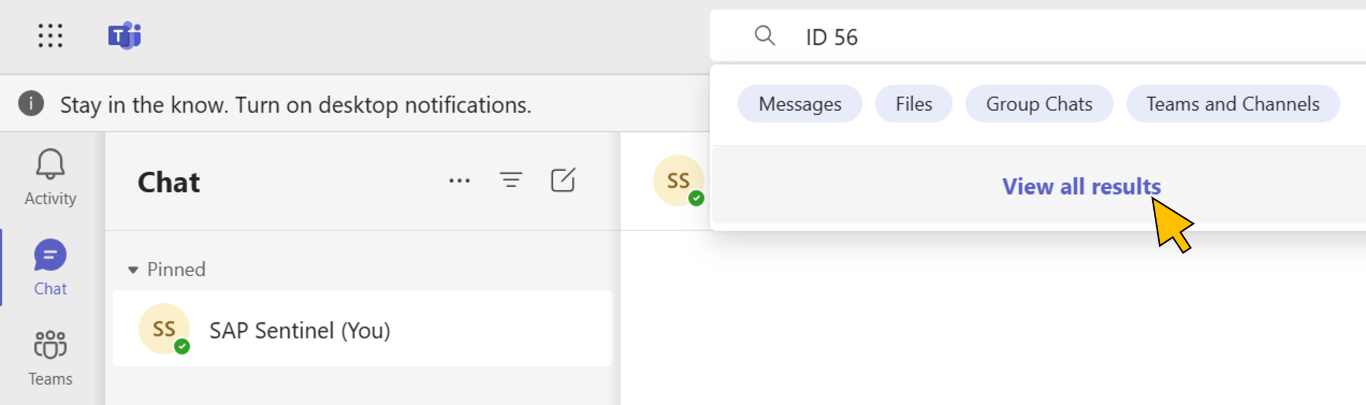 T
ID 56
Messages
Files
Group Chats
Teams and Channels
View all results
Stay in the know. Turn on desktop notifications.
Activity
Chat
Teams
Chat
...
Pinned
SS
SAP Sentinel (You)
SS